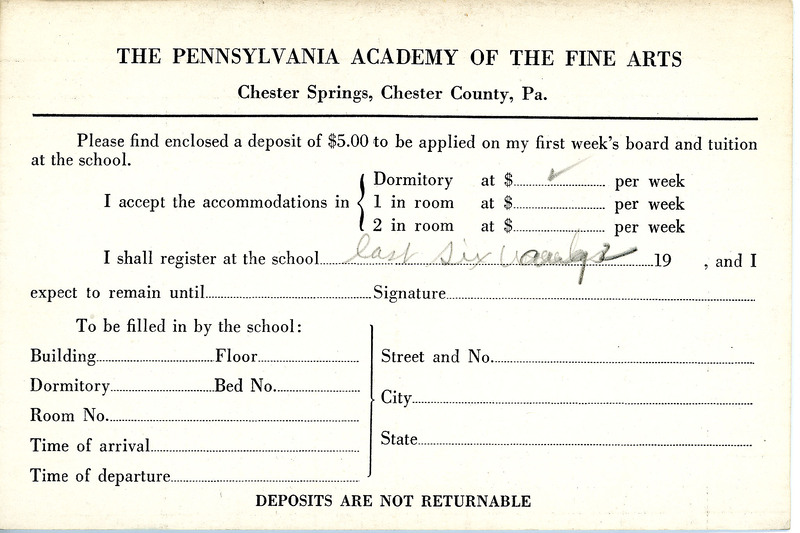 THE PENNSYLVANIA ACADEMY OF THE FINE ARTS
Chester Springs, Chester County, Pa.
Please find enclosed a deposit of $5.00 to be applied on my first week's board and tuition
at the school.
I accept the accommodations in
Dormitory at $ ✓ per week
1 in room at $ per week
2 in room at $ per week
I shall register at the school last six weeks 19 , and I
expect to remain until Signature
To be filled in by the school:
Building Floor
Dormitory Bed No.
Room No.
Time of arrival
Time of departure
Street and No.
City
State
DEPOSITS ARE NOT RETURNABLE